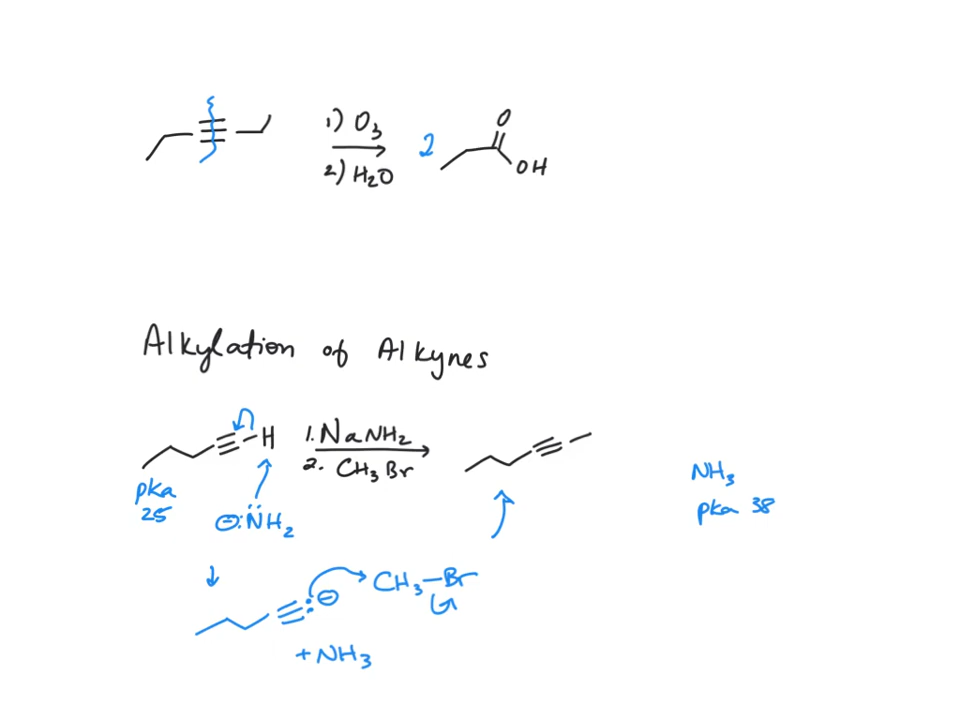 1) O3
2) H2O
2
O
OH
Alkylation of Alkynes
H
1. NaNH2
2. CH3Br
pka
25
⊖:N̈H2
NH3
pka 38
⊖
CH3—Br
+ NH3